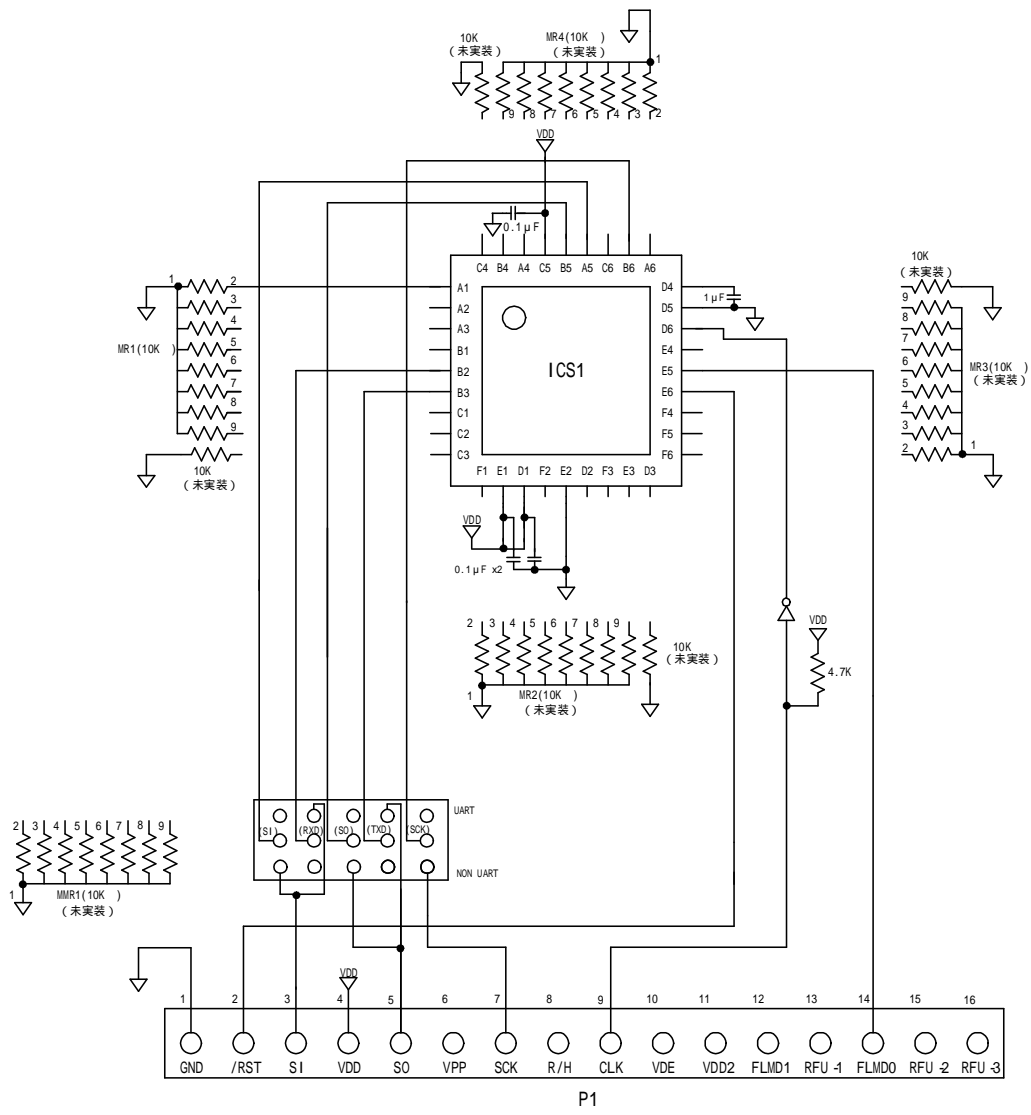 10K
(未実装)
MR4(10K )
(未実装)
1
9 8 7 6 5 4 3 2
VDD
0.1μF
C4 B4 A4 C5 B5 A5 C6 B6 A6
A1
A2
A3
B1
B2
B3
C1
C2
C3
D4
D5
D6
E4
E5
E6
F4
F5
F6
F1 E1 D1 F2 E2 D2 F3 E3 D3
ICS1
1μF
1
2
3
4
5
6
7
8
9
MR1(10K )
10K
(未実装)
10K
(未実装)
9
8
7
6
5
4
3
2
1
MR3(10K )
(未実装)
VDD
0.1μF x2
2 3 4 5 6 7 8 9
1
MR2(10K )
(未実装)
10K
(未実装)
VDD
4.7K
UART
(SI) (RXD) (SO) (TXD) (SCK)
NON UART
2 3 4 5 6 7 8 9
1
MMR1(10K )
(未実装)
VDD
1 2 3 4 5 6 7 8 9 10 11 12 13 14 15 16
GND /RST SI VDD SO VPP SCK R/H CLK VDE VDD2 FLMD1 RFU-1 FLMD0 RFU-2 RFU-3
P1